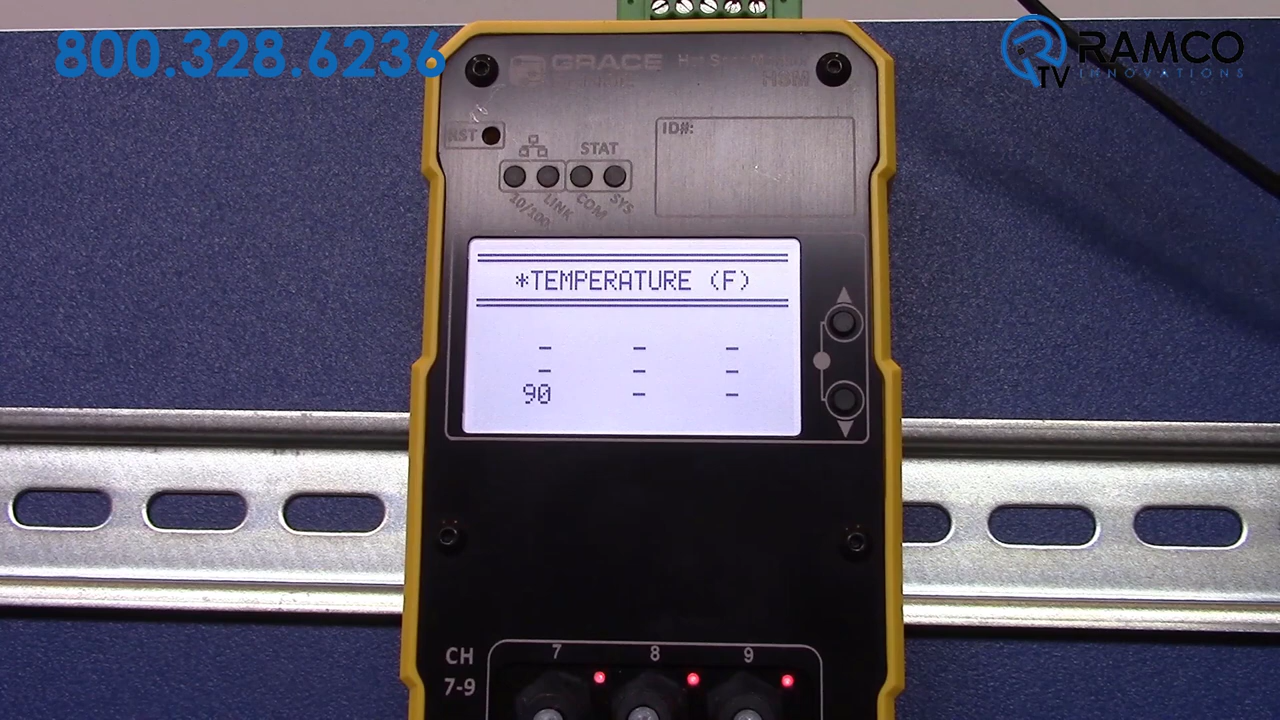 800.328.6236
RAMCO
TV INNOVATIONS
GRACE
HSM
RST
STAT
ID#:
10/100 LINK COM SYS
*TEMPERATURE (F)
- - -
- - -
90 - -
CH 7 8 9
7-9